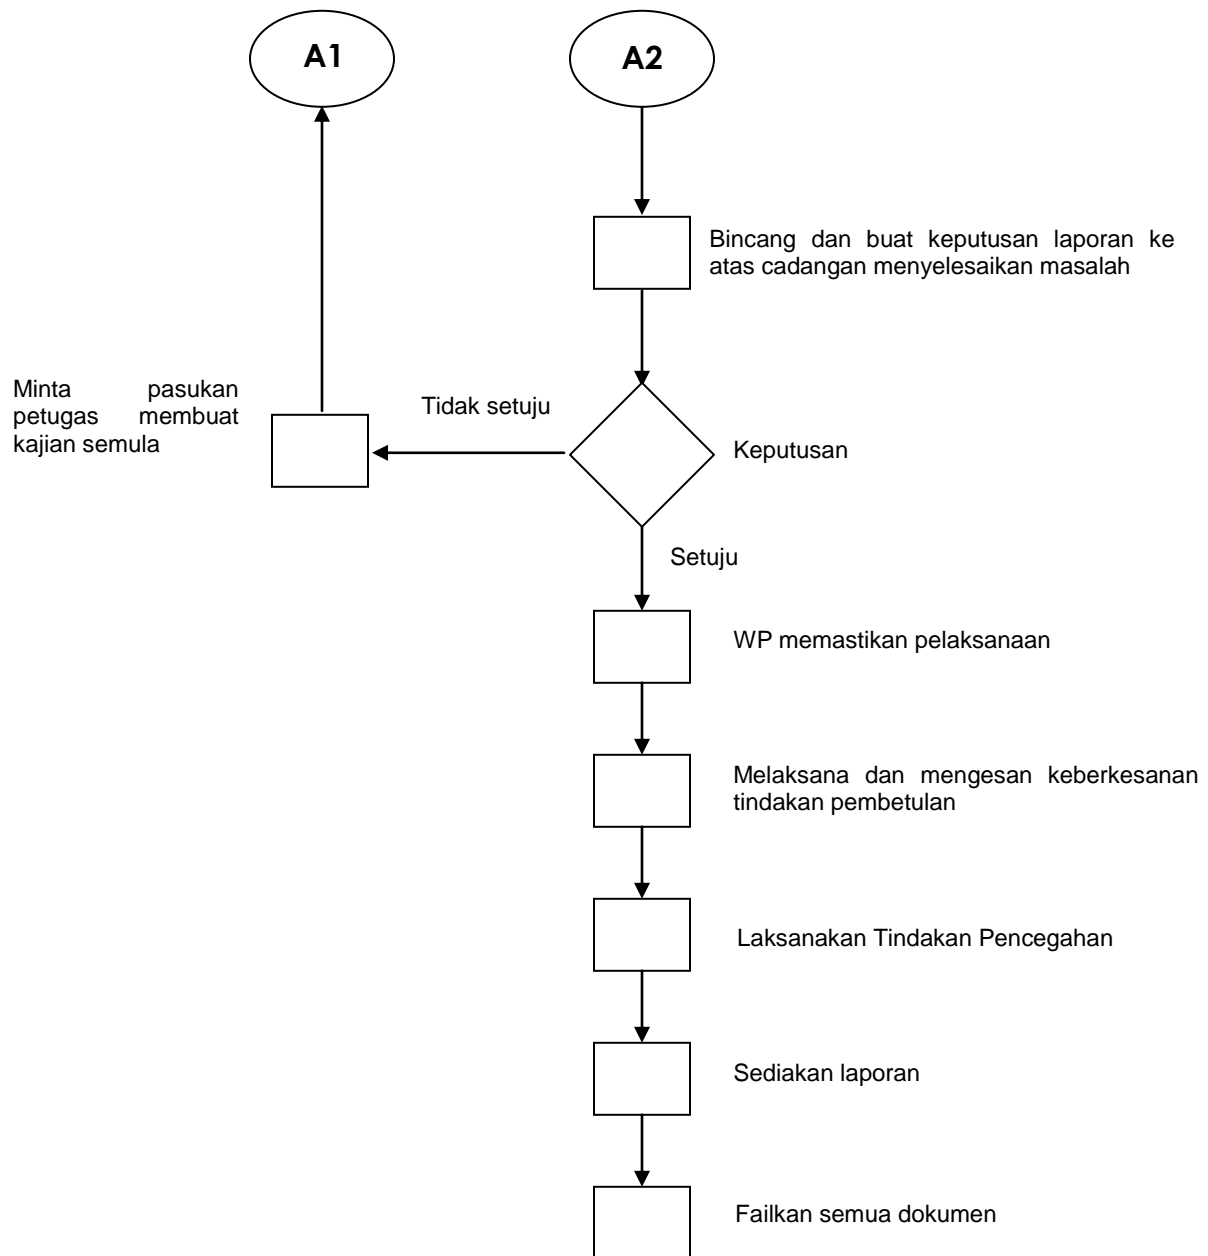 A1
A2
Bincang dan buat keputusan laporan ke
atas cadangan menyelesaikan masalah
Minta pasukan
petugas membuat
kajian semula
Tidak setuju
Keputusan
Setuju
WP memastikan pelaksanaan
Melaksana dan mengesan keberkesanan
tindakan pembetulan
Laksanakan Tindakan Pencegahan
Sediakan laporan
Failkan semua dokumen